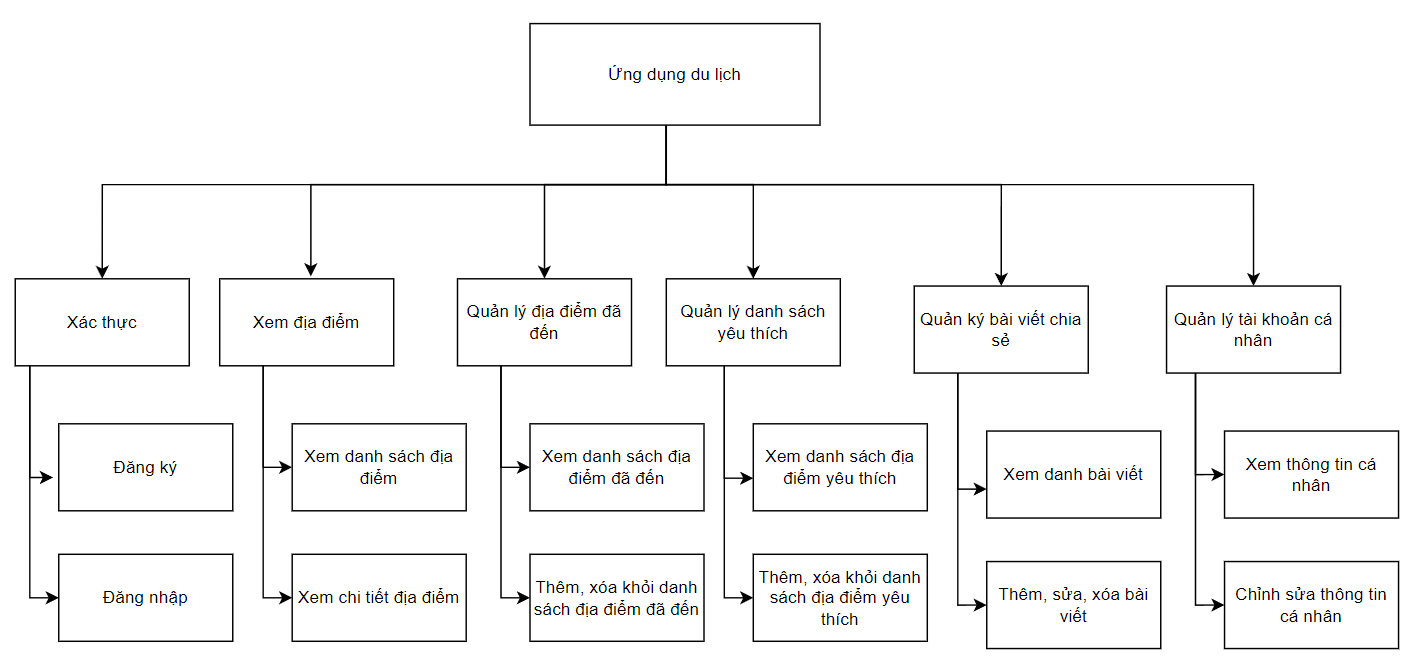 Ứng dụng du lịch
Xác thực
Xem địa điểm
Quản lý địa điểm đã
đến
Quản lý danh sách
yêu thích
Quản ký bài viết chia
sẻ
Quản lý tài khoản cá
nhân
Đăng ký
Xem danh sách địa
điểm
Xem danh sách địa
điểm đã đến
Xem danh sách địa
điểm yêu thích
Xem danh bài viết
Xem thông tin cá
nhân
Đăng nhập
Xem chi tiết địa điểm
Thêm, xóa khỏi danh
sách địa điểm đã đến
Thêm, xóa khỏi danh
sách địa điểm yêu
thích
Thêm, sửa, xóa bài
viết
Chỉnh sửa thông tin
cá nhân